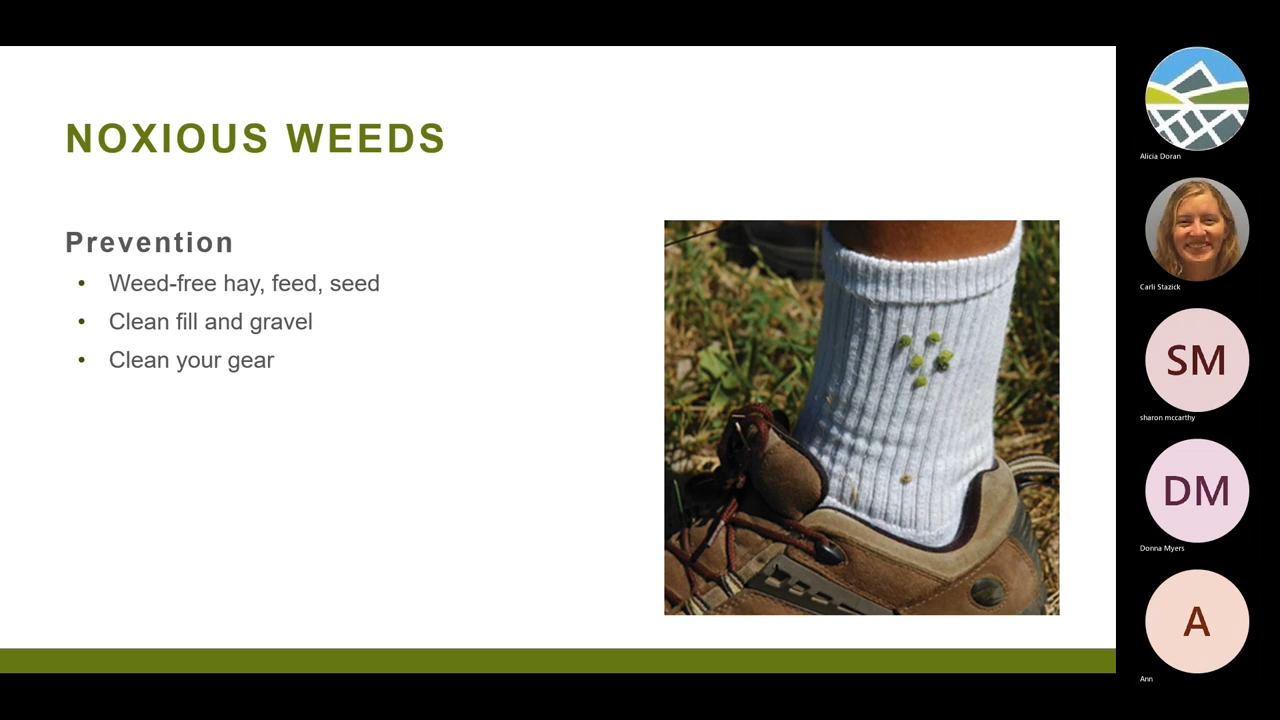 NOXIOUS WEEDS
Prevention
• Weed-free hay, feed, seed
• Clean fill and gravel
• Clean your gear
Alicia Doran
Carli Stazick
SM
sharon mccarthy
DM
Donna Myers
A
Ann